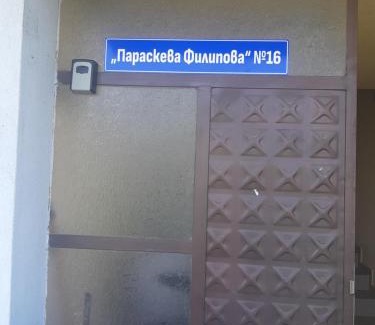 „Параскева Филипова“ №16